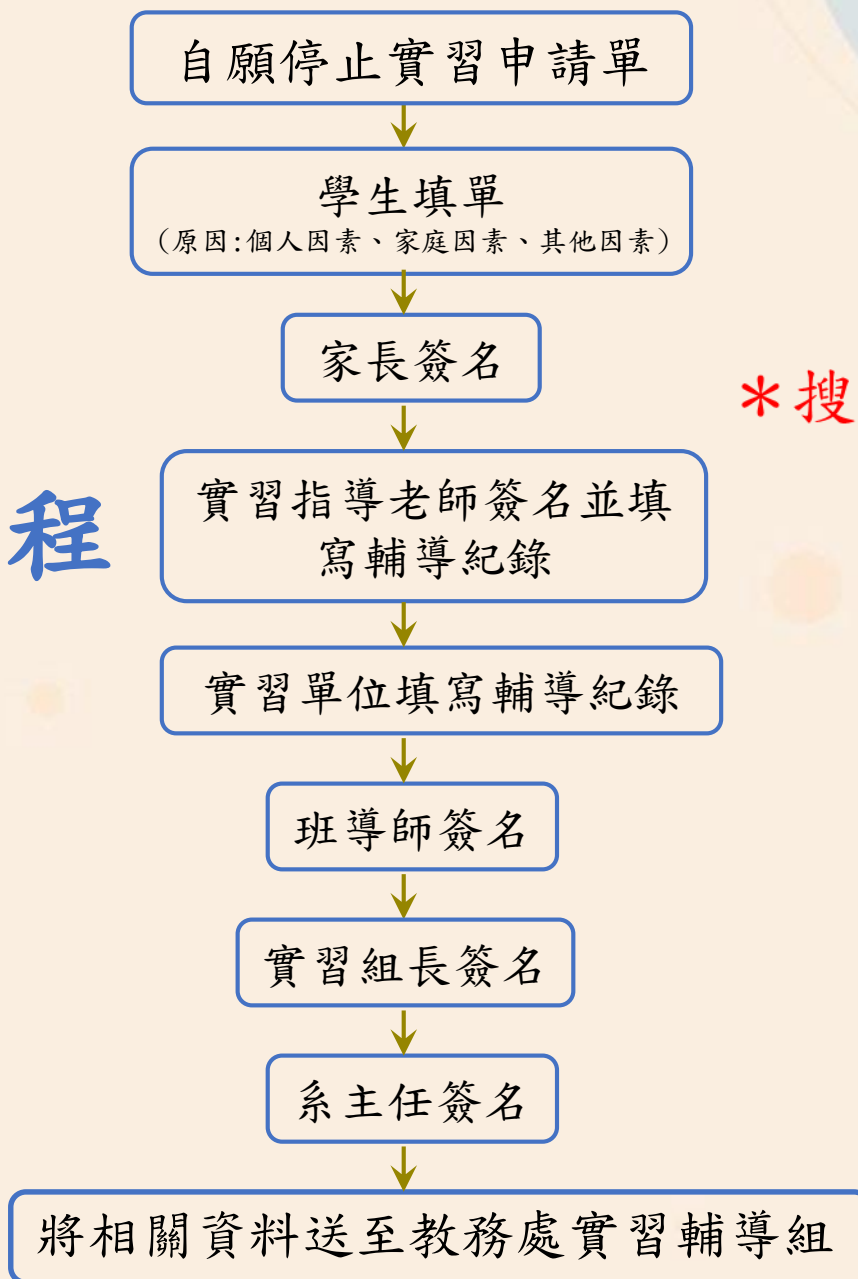 自願停止實習申請單
學生填單
(原因:個人因素、家庭因素、其他因素)
家長簽名
*搜
程
實習指導老師簽名並填
寫輔導紀錄
實習單位填寫輔導紀錄
班導師簽名
實習組長簽名
系主任簽名
將相關資料送至教務處實習輔導組